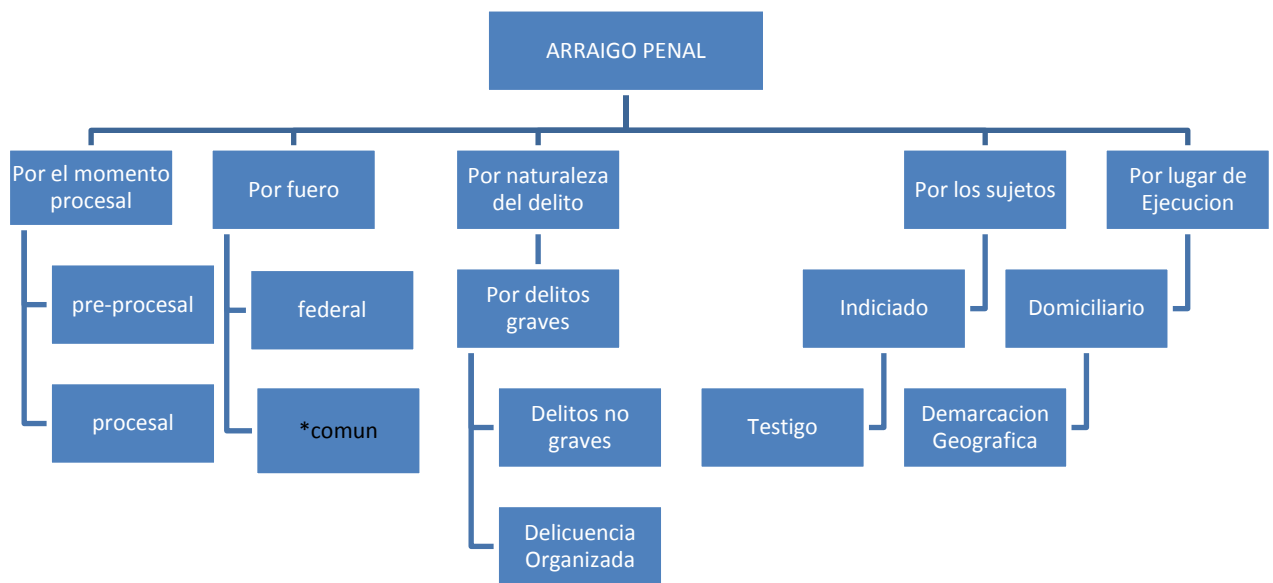 ARRAIGO PENAL
Por el momento
procesal
Por fuero
Por naturaleza
del delito
Por los sujetos
Por lugar de
Ejecucion
pre-procesal
federal
Por delitos
graves
Indiciado
Domiciliario
procesal
*comun
Delitos no
graves
Testigo
Demarcacion
Geografica
Delicuencia
Organizada